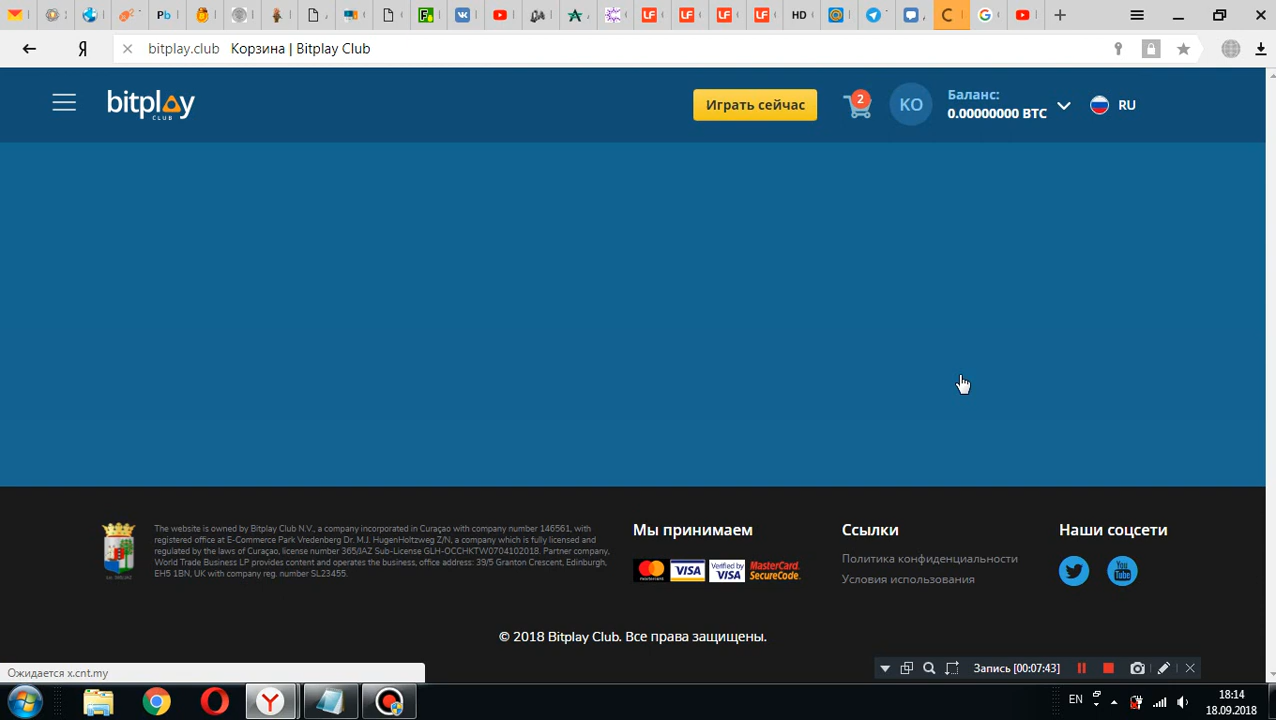 Pb
HD
bitplay.club Корзина | Bitplay Club
bitplay
CLUB
Играть сейчас
2
KO
Баланс:
0.00000000 BTC
RU
The website is owned by Bitplay Club N.V., a company incorporated in Curaçao with company number 146561, with
registered office at E-Commerce Park Vredenberg Dr. M.J. HugenHoltzweg Z/N, a company which is fully licensed and
regulated by the laws of Curaçao, license number 365/JAZ Sub-License GLH-OCCHKTW0704102018. Partner company,
World Trade Business LP provides content and operates the business, office address: 39/5 Granton Crescent, Edinburgh,
EH5 1BN, UK with company reg. number SL23455.
Мы принимаем
mastercard
VISA
Verified by
VISA
MasterCard.
SecureCode.
Ссылки
Политика конфиденциальности
Условия использования
Наши соцсети
You
Tube
© 2018 Bitplay Club. Все права защищены.
Ожидается x.cnt.my
Запись [00:07:43]
EN
18:14
18.09.2018